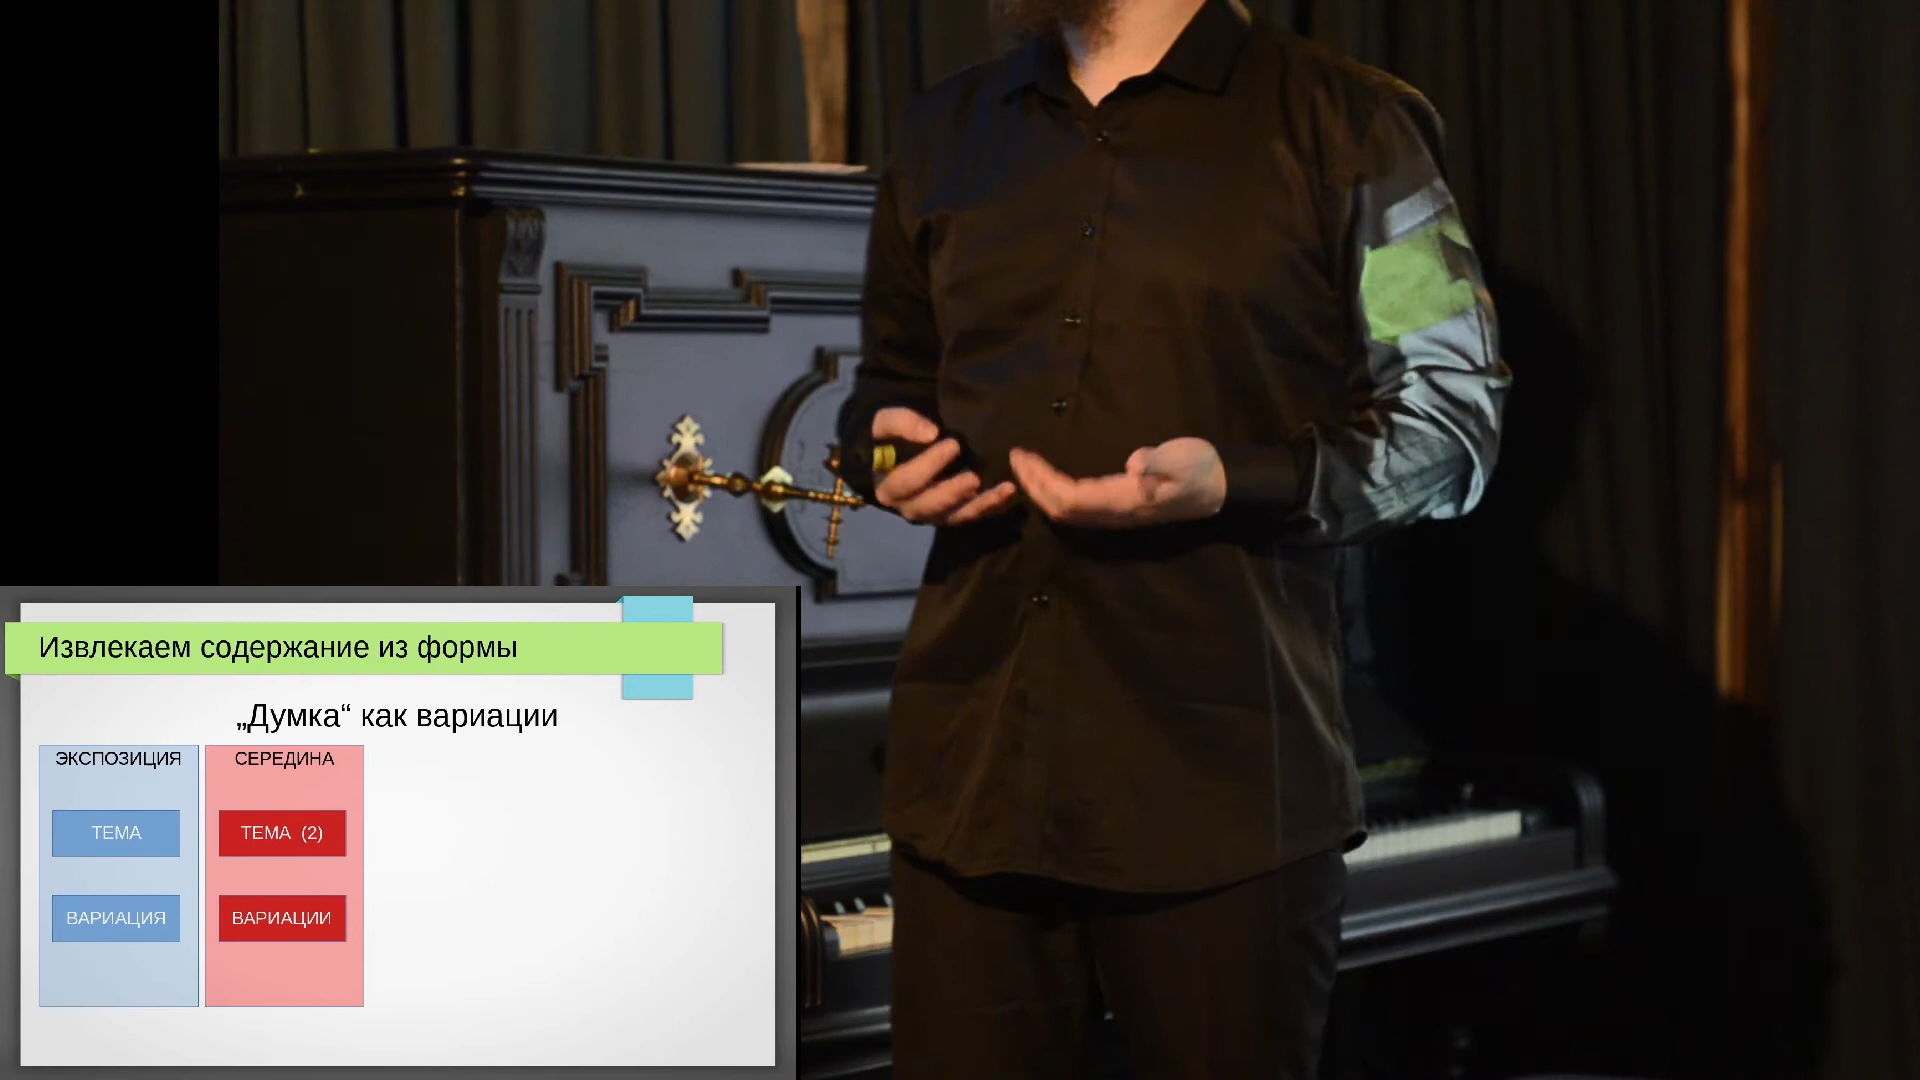 Извлекаем содержание из формы
„Думка“ как вариации
ЭКСПОЗИЦИЯ
ТЕМА
ВАРИАЦИЯ
СЕРЕДИНА
ТЕМА (2)
ВАРИАЦИИ